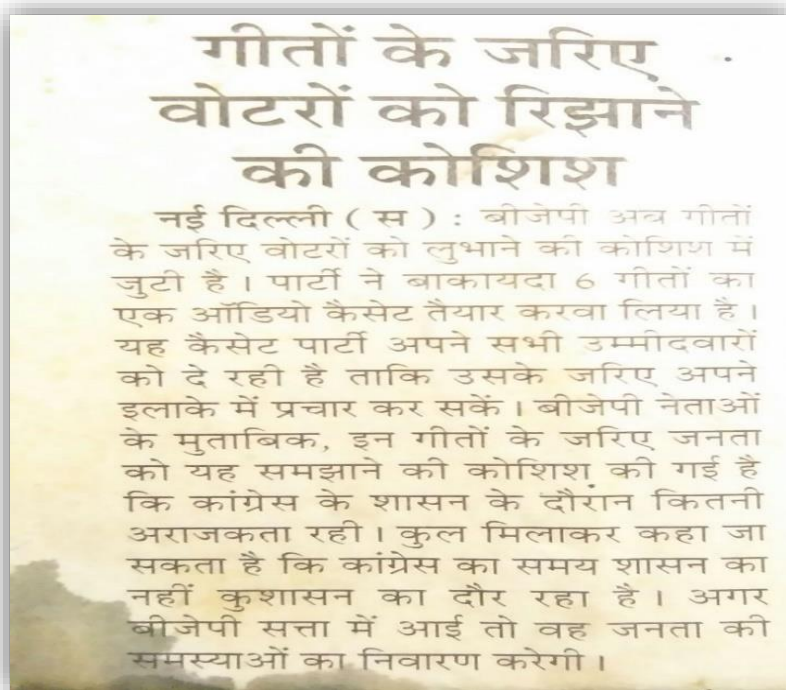 गीतों के जरिए
वोटरों को रिझाने
की कोशिश
नई दिल्ली ( स ) : बीजेपी अब गीतों
के जरिए वोटरों को लुभाने की कोशिश में
जुटी है । पार्टी ने बाकायदा 6 गीतों का
एक ऑडियो कैसेट तैयार करवा लिया है ।
यह कैसेट पार्टी अपने सभी उम्मीदवारों
को दे रही है ताकि उसके जरिए अपने
इलाके में प्रचार कर सकें । बीजेपी नेताओं
के मुताबिक, इन गीतों के जरिए जनता
को यह समझाने की कोशिश की गई है
कि कांग्रेस के शासन के दौरान कितनी
अराजकता रही । कुल मिलाकर कहा जा
सकता है कि कांग्रेस का समय शासन का
नहीं कुशासन का दौर रहा है । अगर
बीजेपी सत्ता में आई तो वह जनता की
समस्याओं का निवारण करेगी ।